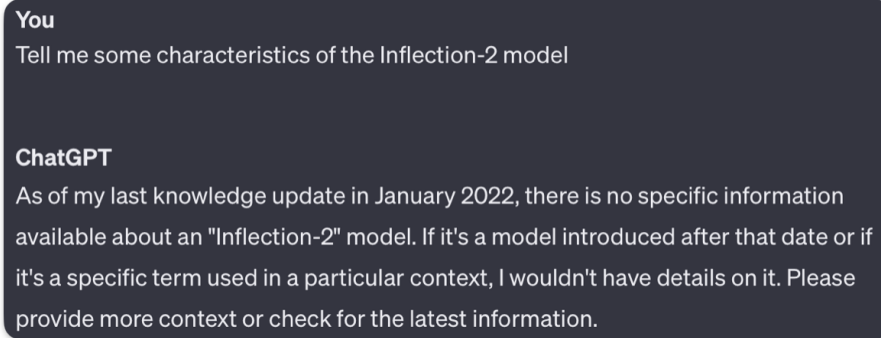 You
Tell me some characteristics of the Inflection-2 model
ChatGPT
As of my last knowledge update in January 2022, there is no specific information
available about an "Inflection-2" model. If it's a model introduced after that date or if
it's a specific term used in a particular context, I wouldn't have details on it. Please
provide more context or check for the latest information.